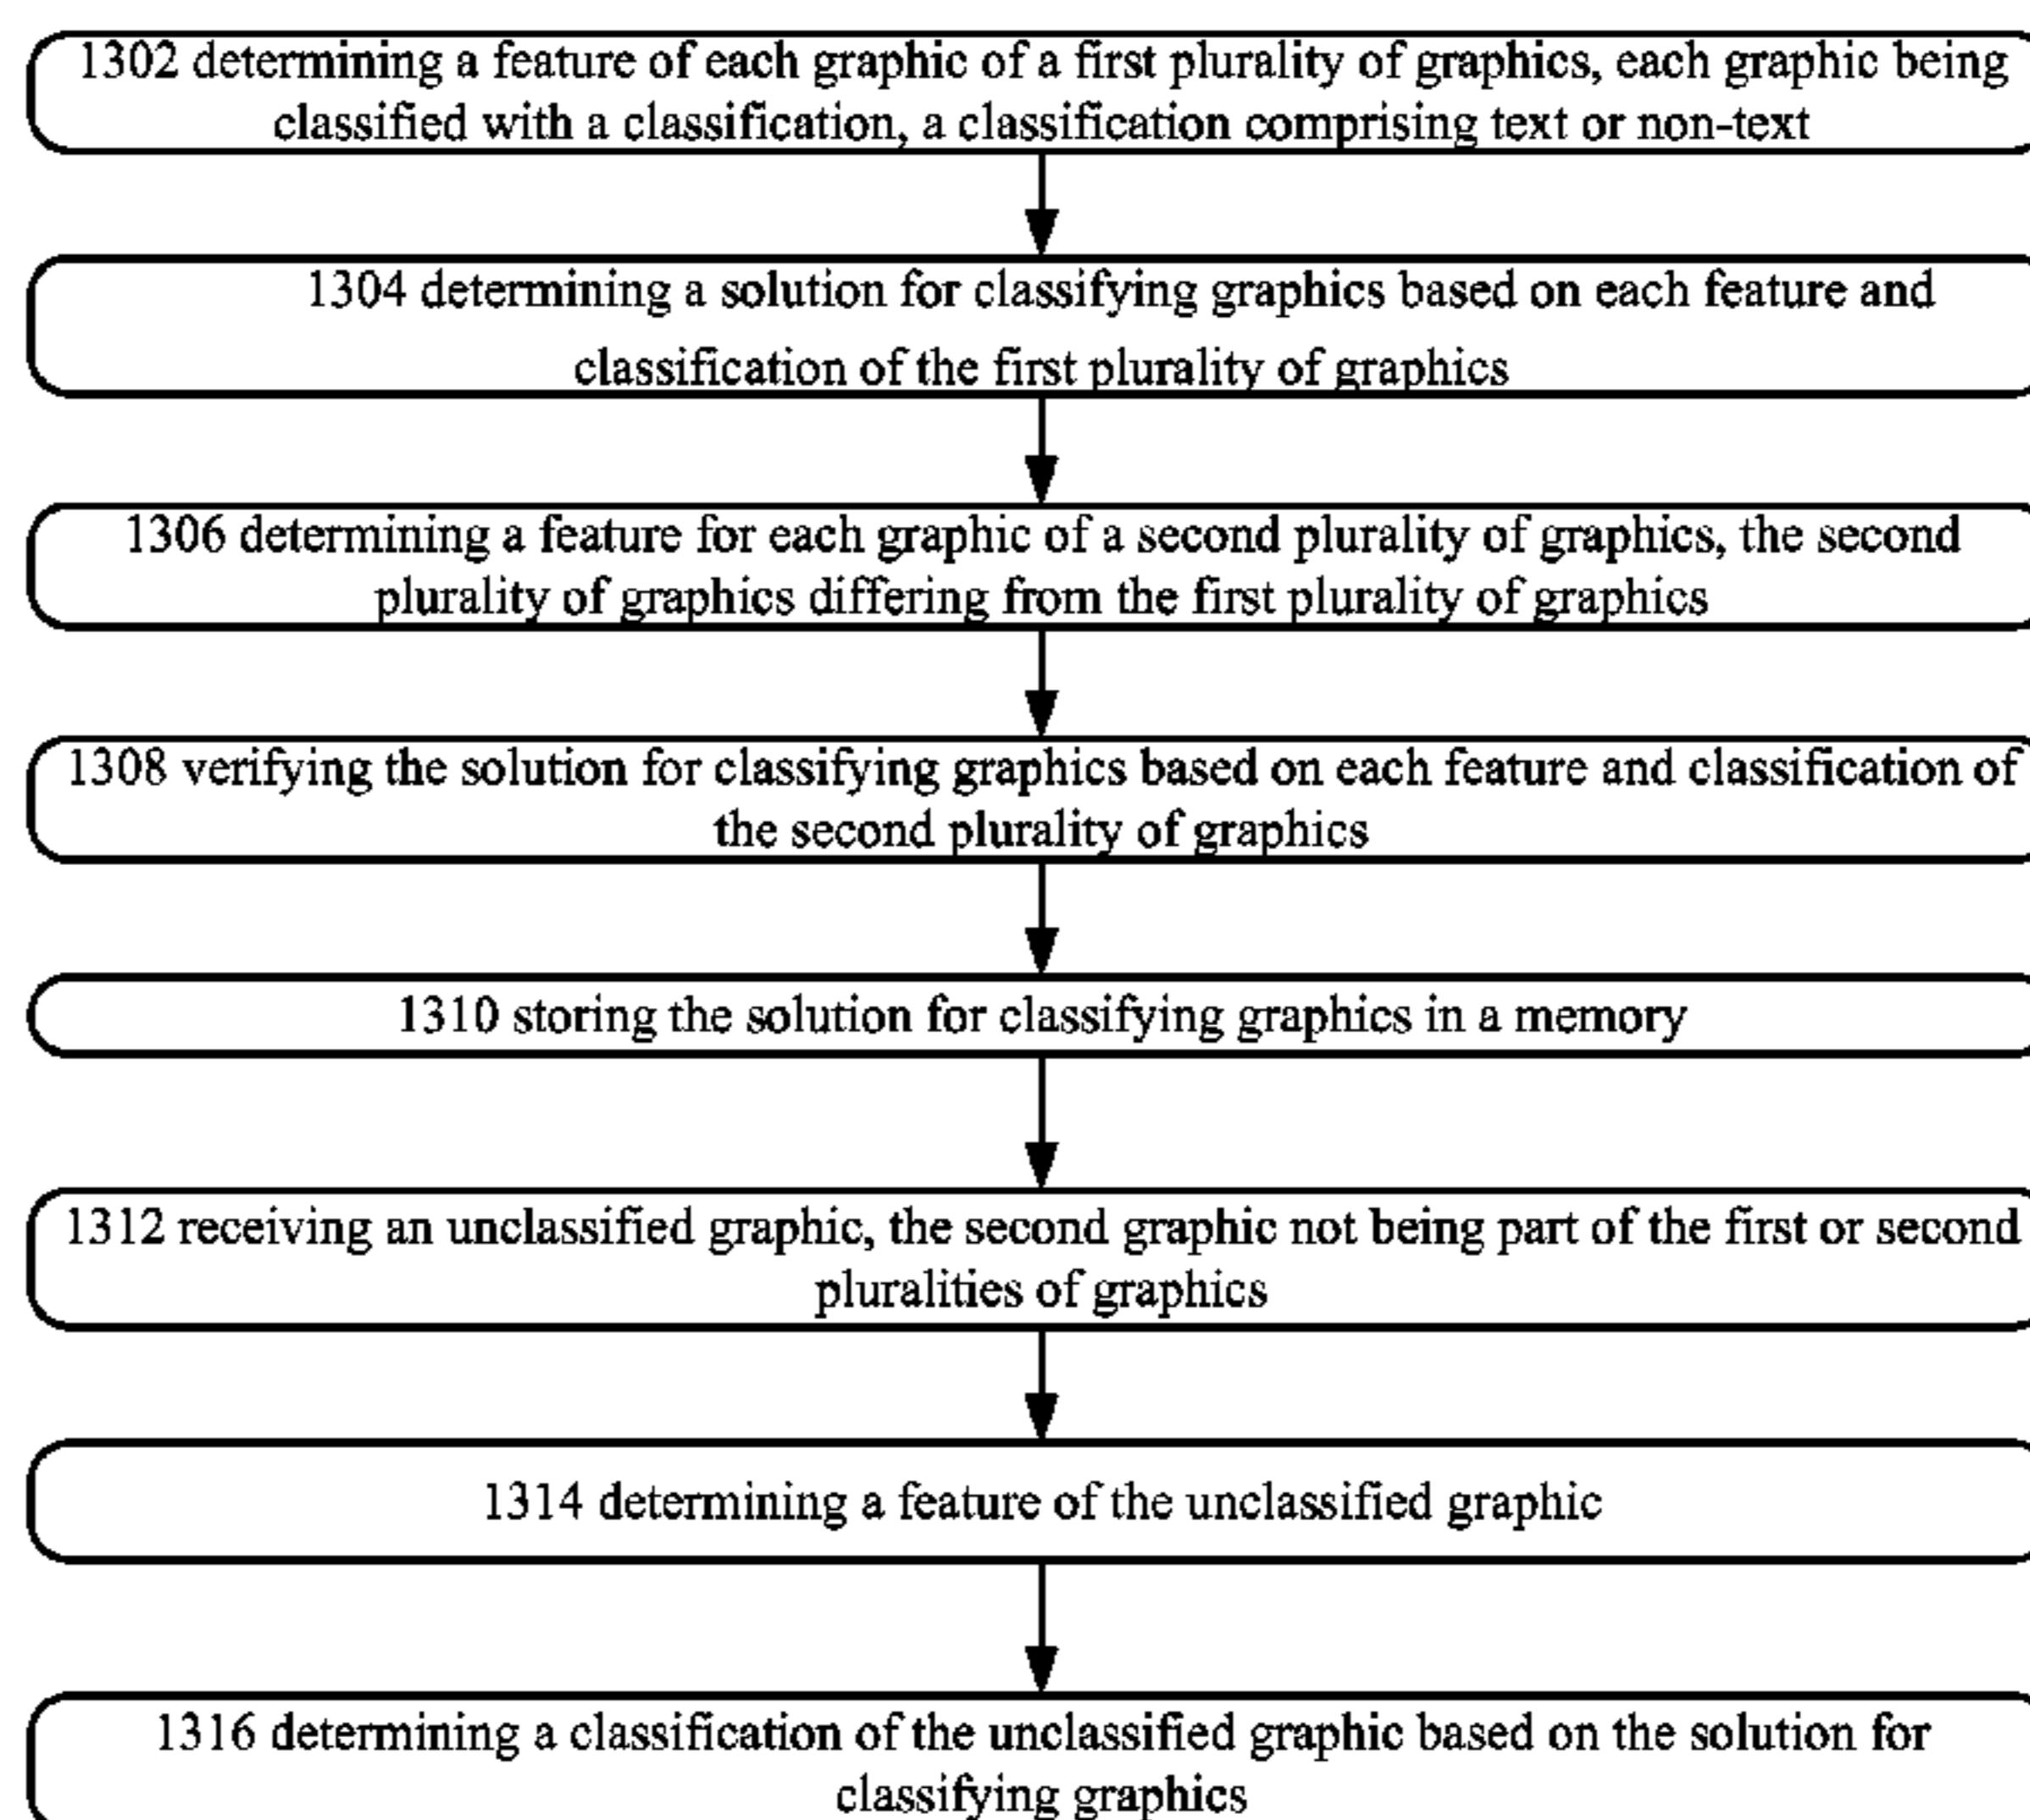 1302 determining a feature of each graphic of a first plurality of graphics, each graphic being
classified with a classification, a classification comprising text or non-text
1304 determining a solution for classifying graphics based on each feature and
classification of the first plurality of graphics
1306 determining a feature for each graphic of a second plurality of graphics, the second
plurality of graphics differing from the first plurality of graphics
1308 verifying the solution for classifying graphics based on each feature and classification of
the second plurality of graphics
1310 storing the solution for classifying graphics in a memory
1312 receiving an unclassified graphic, the second graphic not being part of the first or second
pluralities of graphics
1314 determining a feature of the unclassified graphic
1316 determining a classification of the unclassified graphic based on the solution for
classifying graphics